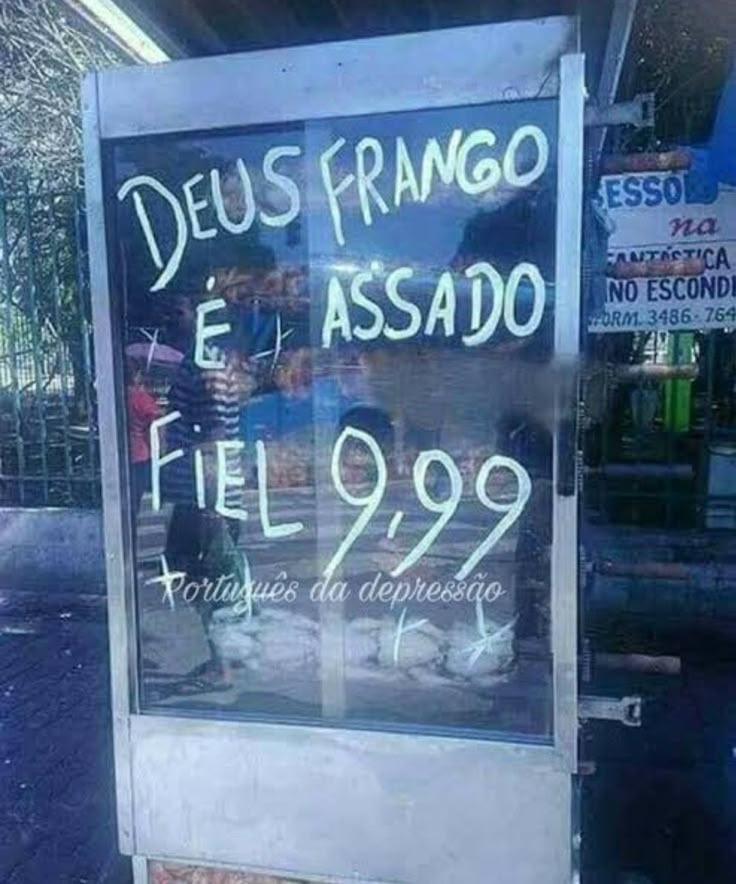 DEUS FRANGO
É ASSADO
FIEL 9,99
Português da depressão
ESSO
na
FANTÁSTICA
NO ESCOND
ORM. 3486-764